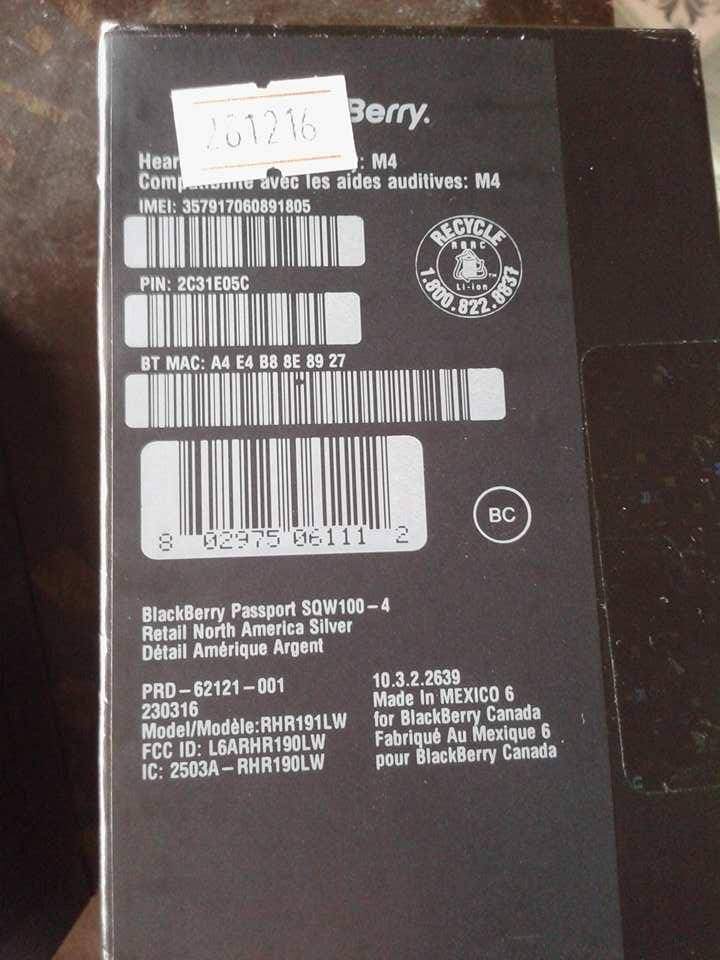 Berry.
261216
Hear : M4
Compatibilité avec les aides auditives: M4
IMEI: 357917060891805
RECYCLE
RBRC
Li-ion
1.800.822.8837
PIN: 2C31E05C
BT MAC: A4 E4 B8 8E 89 27
8 02975 06111 2
BC
BlackBerry Passport SQW100-4
Retail North America Silver
Détail Amérique Argent
PRD-62121-001
230316
Model/Modèle:RHR191LW
FCC ID: L6ARHR190LW
IC: 2503A-RHR190LW
10.3.2.2639
Made In MEXICO 6
for BlackBerry Canada
Fabriqué Au Mexique 6
pour BlackBerry Canada